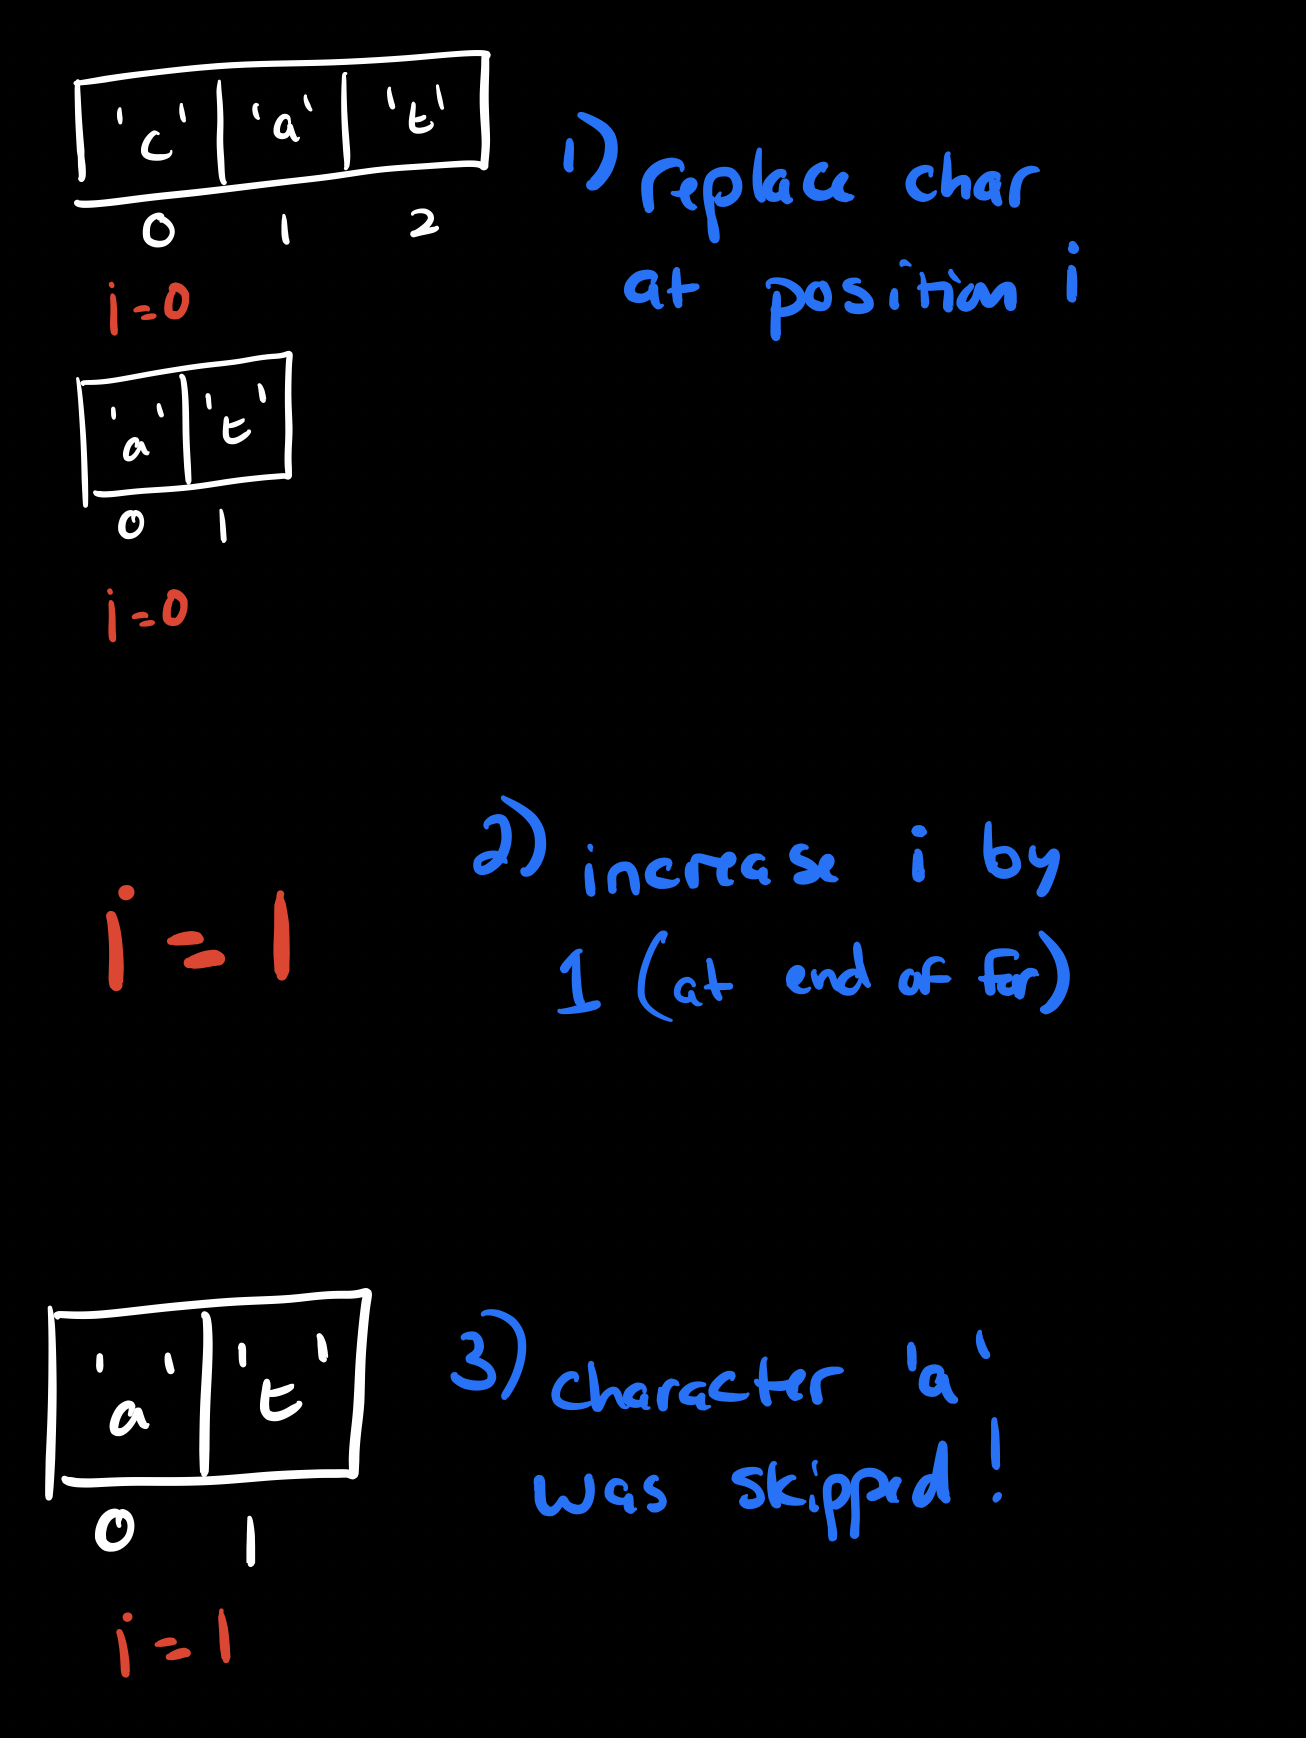 'c' 'a' 't'
0 1 2
i=0
1) replace char
at position i
'a' 't'
0 1
i=0
i = 1
2) increase i by
1 (at end of for)
'a' 't'
0 1
i = 1
3) character 'a'
was skipped!